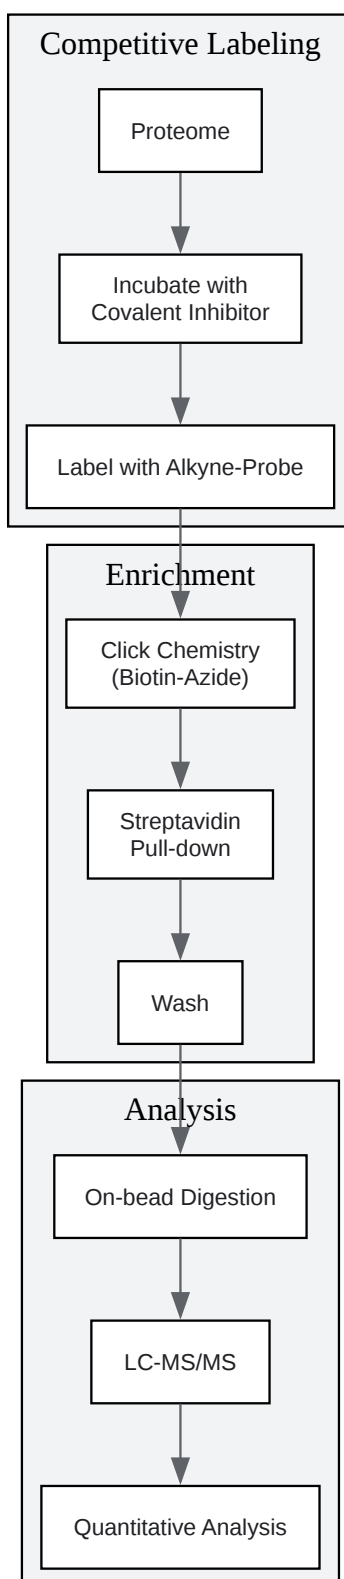 Competitive Labeling
Proteome
Incubate with
Covalent Inhibitor
Label with Alkyne-Probe
Enrichment
Click Chemistry
(Biotin-Azide)
Streptavidin
Pull-down
Wash
Analysis
On-bead Digestion
LC-MS/MS
Quantitative Analysis